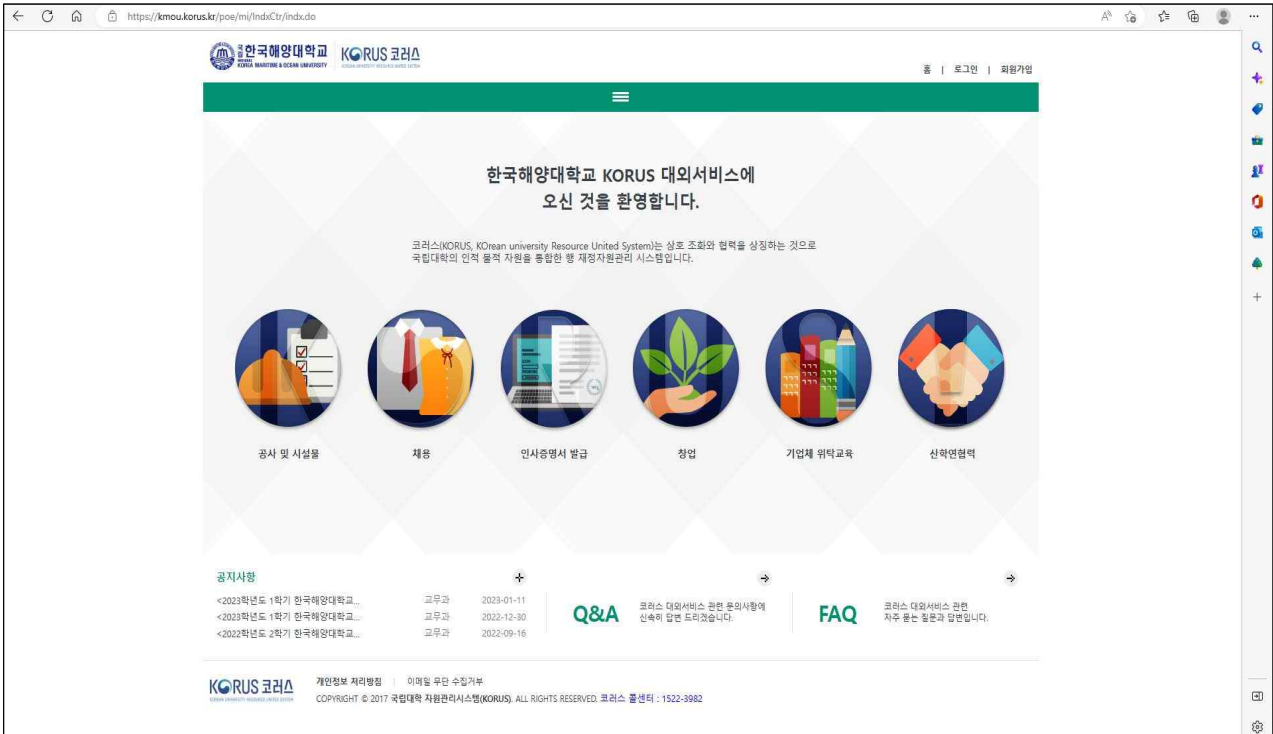 https://kmou.korus.kr/poe/mi/IndxCtr/indx.do
국립 한국해양대학교
KOREA MARITIME & OCEAN UNIVERSITY
KORUS 코러스
홈 | 로그인 | 회원가입
한국해양대학교 KORUS 대외서비스에
오신 것을 환영합니다.
코러스(KORUS, KOrean university Resource United System)는 상호 조화와 협력을 상징하는 것으로
국립대학의 인적 물적 자원을 통합한 행 재정자원관리 시스템입니다.
공사 및 시설물
채용
인사증명서 발급
창업
기업체 위탁교육
산학연협력
공지사항
<2023학년도 1학기 한국해양대학교... 교무과 2023-01-11
<2023학년도 1학기 한국해양대학교... 교무과 2022-12-30
<2022학년도 2학기 한국해양대학교... 교무과 2022-09-16
Q&A
코러스 대외서비스 관련 문의사항에
신속히 답변 드리겠습니다.
FAQ
코러스 대외서비스 관련
자주 묻는 질문과 답변입니다.
KORUS 코러스
개인정보 처리방침 | 이메일 무단 수집거부
COPYRIGHT © 2017 국립대학 자원관리시스템(KORUS). ALL RIGHTS RESERVED. 코러스 콜센터 : 1522-3982